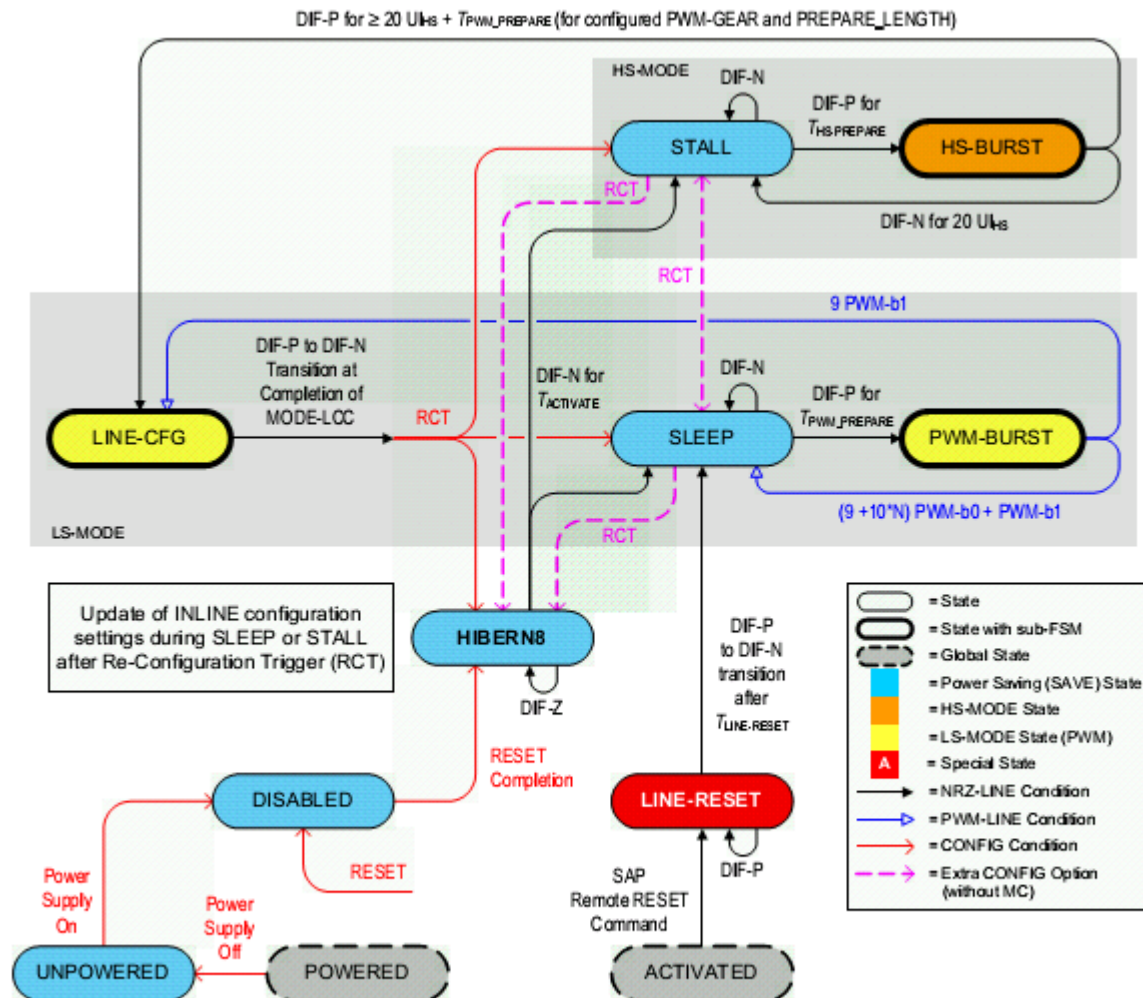 DIF-P for ≥ 20 UIHS + TPWM_PREPARE (for configured PWM-GEAR and PREPARE_LENGTH)
HS-MODE
DIF-N
DIF-P for
THS-PREPARE
STALL
HS-BURST
RCT
DIF-N for 20 UIHS
RCT
9 PWM-b1
DIF-P to DIF-N
Transition at
Completion of
MODE-LCC
DIF-N for
TACTIVATE
DIF-N
DIF-P for
TPWM_PREPARE
LINE-CFG
RCT
SLEEP
PWM-BURST
(9 +10*N) PWM-b0 + PWM-b1
LS-MODE
RCT
Update of INLINE configuration
settings during SLEEP or STALL
after Re-Configuration Trigger (RCT)
HIBERN8
DIF-Z
DIF-P
to DIF-N
transition
after
TLINE-RESET
RESET
Completion
DISABLED
RESET
LINE-RESET
DIF-P
Power
Supply
On
Power
Supply
Off
SAP
Remote RESET
Command
UNPOWERED
POWERED
ACTIVATED
= State
= State with sub-FSM
= Global State
= Power Saving (SAVE) State
= HS-MODE State
= LS-MODE State (PWM)
A = Special State
= NRZ-LINE Condition
= PWM-LINE Condition
= CONFIG Condition
= Extra CONFIG Option
(without MC)